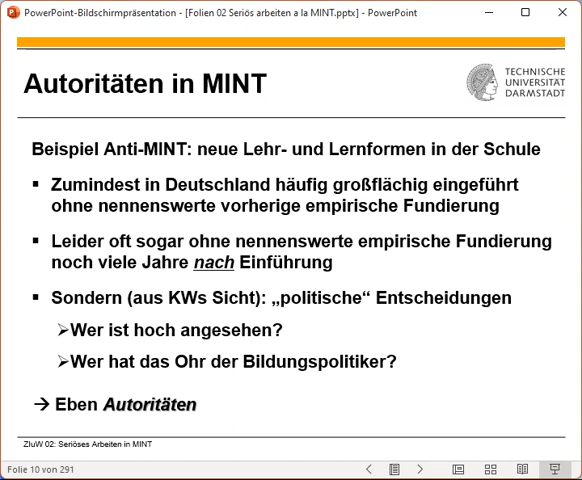 PowerPoint-Bildschirmpräsentation - [Folien 02 Seriös arbeiten a la MINT.pptx] - PowerPoint
Autoritäten in MINT
TECHNISCHE
UNIVERSITÄT
DARMSTADT
Beispiel Anti-MINT: neue Lehr- und Lernformen in der Schule
▪ Zumindest in Deutschland häufig großflächig eingeführt
ohne nennenswerte vorherige empirische Fundierung
▪ Leider oft sogar ohne nennenswerte empirische Fundierung
noch viele Jahre nach Einführung
▪ Sondern (aus KWs Sicht): „politische“ Entscheidungen
➢Wer ist hoch angesehen?
➢Wer hat das Ohr der Bildungspolitiker?
→ Eben Autoritäten
ZIuW 02: Seriöses Arbeiten in MINT
Folie 10 von 291